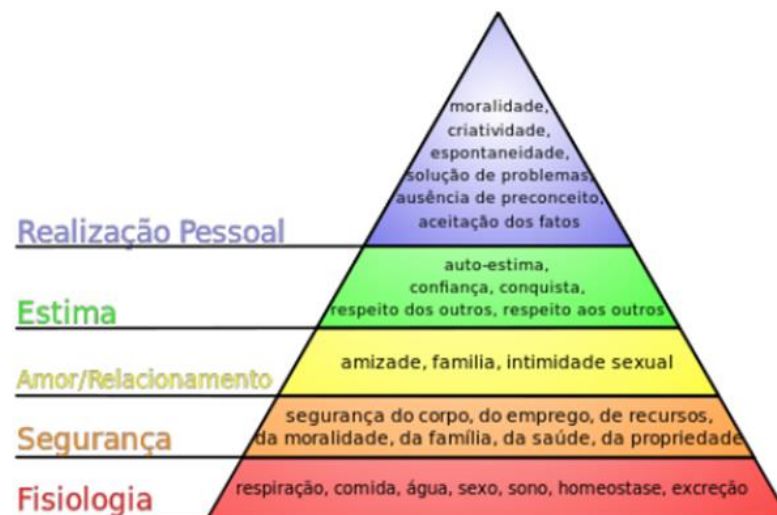 moralidade,
criatividade,
espontaneidade,
solução de problemas,
ausência de preconceito,
aceitação dos fatos
Realização Pessoal
auto-estima,
confiança, conquista,
respeito dos outros, respeito aos outros
Estima
amizade, familia, intimidade sexual
Amor/Relacionamento
segurança do corpo, do emprego, de recursos,
da moralidade, da família, da saúde, da propriedade
Segurança
respiração, comida, água, sexo, sono, homeostase, excreção
Fisiologia